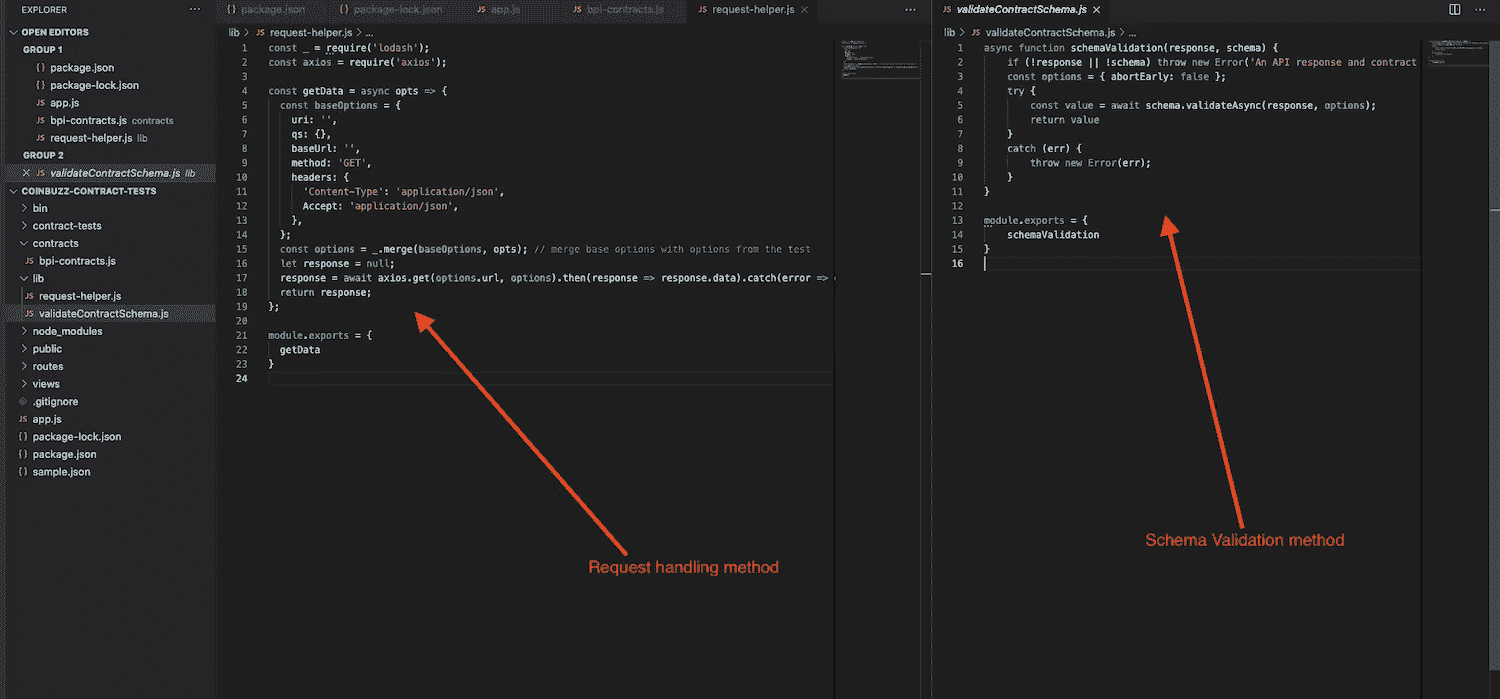 EXPLORER ...
OPEN EDITORS
GROUP 1
{} package.json
{} package-lock.json
JS app.js
JS bpi-contracts.js contracts
JS request-helper.js lib
GROUP 2
JS validateContractSchema.js lib
COINBUZZ-CONTRACT-TESTS
bin
contract-tests
contracts
JS bpi-contracts.js
lib
JS request-helper.js
JS validateContractSchema.js
node_modules
public
routes
views
.gitignore
JS app.js
{} package-lock.json
{} package.json
{} sample.json
{} package.json {} package-lock.json JS app.js JS bpi-contracts.js JS request-helper.js ...
lib > JS request-helper.js > ...
1 const _ = require('lodash');
2 const axios = require('axios');
3
4 const getData = async opts => {
5 const baseOptions = {
6 uri: '',
7 qs: {},
8 baseUrl: '',
9 method: 'GET',
10 headers: {
11 'Content-Type': 'application/json',
12 Accept: 'application/json',
13 },
14 };
15 const options = _.merge(baseOptions, opts); // merge base options with options from the test
16 let response = null;
17 response = await axios.get(options.url, options).then(response => response.data).catch(error =>
18 return response;
19 };
20
21 module.exports = {
22 getData
23 }
24
Request handling method
JS validateContractSchema.js ...
lib > JS validateContractSchema.js > ...
1 async function schemaValidation(response, schema) {
2 if (!response || !schema) throw new Error('An API response and contract
3 const options = { abortEarly: false };
4 try {
5 const value = await schema.validateAsync(response, options);
6 return value
7 }
8 catch (err) {
9 throw new Error(err);
10 }
11 }
12
13 module.exports = {
14 schemaValidation
15 }
16
Schema Validation method